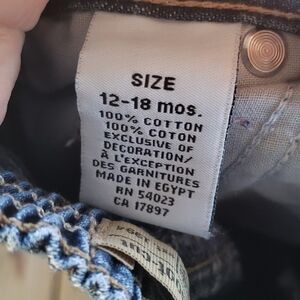 SIZE
12-18 mos.
100% COTTON
100% COTON
EXCLUSIVE OF
DECORATION/
À L'EXCEPTION
DES GARNITURES
MADE IN EGYPT
RN 54023
CA 17897